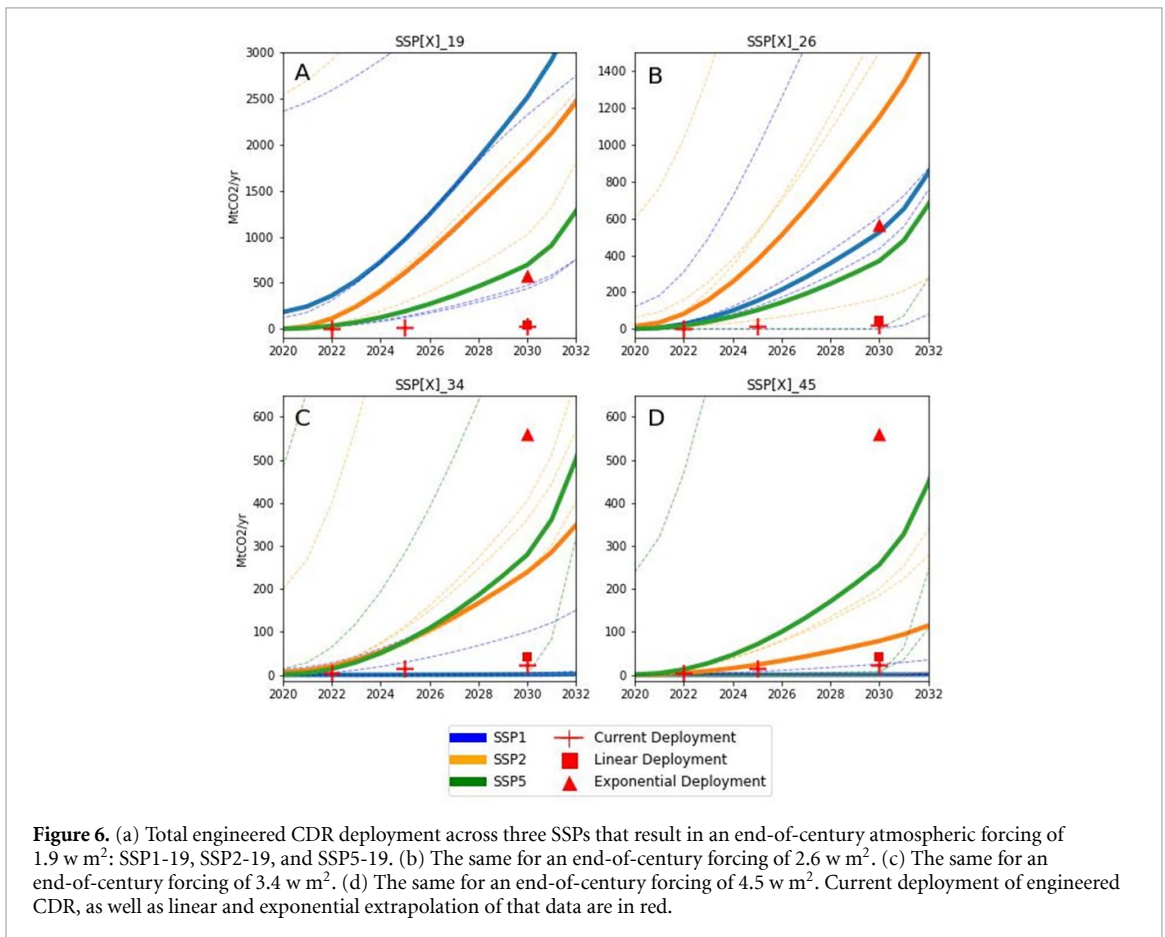 SSP[X]_19
A
3000
2500
2000
1500
1000
500
0
MtCO2/yr
2020 2022 2024 2026 2028 2030 2032
SSP[X]_26
B
1400
1200
1000
800
600
400
200
0
2020 2022 2024 2026 2028 2030 2032
SSP[X]_34
C
600
500
400
300
200
100
0
MtCO2/yr
2020 2022 2024 2026 2028 2030 2032
SSP[X]_45
D
600
500
400
300
200
100
0
2020 2022 2024 2026 2028 2030 2032
SSP1 Current Deployment
SSP2 Linear Deployment
SSP5 Exponential Deployment
Figure 6. (a) Total engineered CDR deployment across three SSPs that result in an end-of-century atmospheric forcing of
1.9 w m²: SSP1-19, SSP2-19, and SSP5-19. (b) The same for an end-of-century forcing of 2.6 w m². (c) The same for an
end-of-century forcing of 3.4 w m². (d) The same for an end-of-century forcing of 4.5 w m². Current deployment of engineered
CDR, as well as linear and exponential extrapolation of that data are in red.